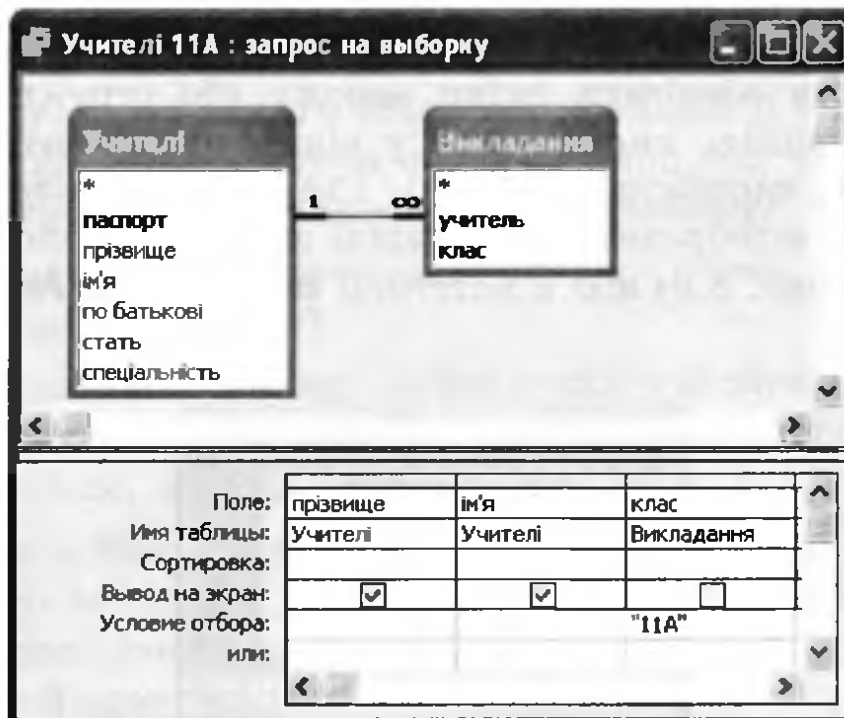 Учителі 11А : запрос на выборку
Учителі
*
паспорт
прізвище
ім'я
по батькові
стать
спеціальність
1 ∞
Викладання
*
учитель
клас
Поле: прізвище ім'я клас
Имя таблицы: Учителі Учителі Викладання
Сортировка:
Вывод на экран:
Условие отбора: "11А"
или: